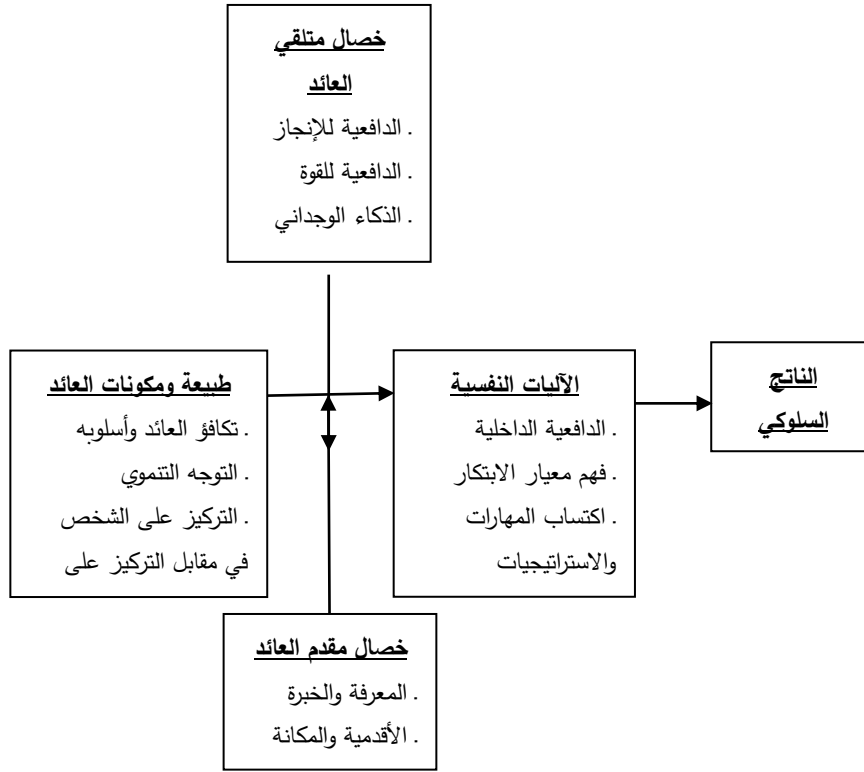 خصال متلقي
العائد
. الدافعية للإنجاز
. الدافعية للقوة
. الذكاء الوجداني
طبيعة ومكونات العائد
. تكافؤ العائد وأسلوبه
. التوجه التنموي
. التركيز على الشخص
في مقابل التركيز على
الآليات النفسية
. الدافعية الداخلية
. فهم معيار الابتكار
. اكتساب المهارات
والاستراتيجيات
الناتج
السلوكي
خصال مقدم العائد
. المعرفة والخبرة
. الأقدمية والمكانة